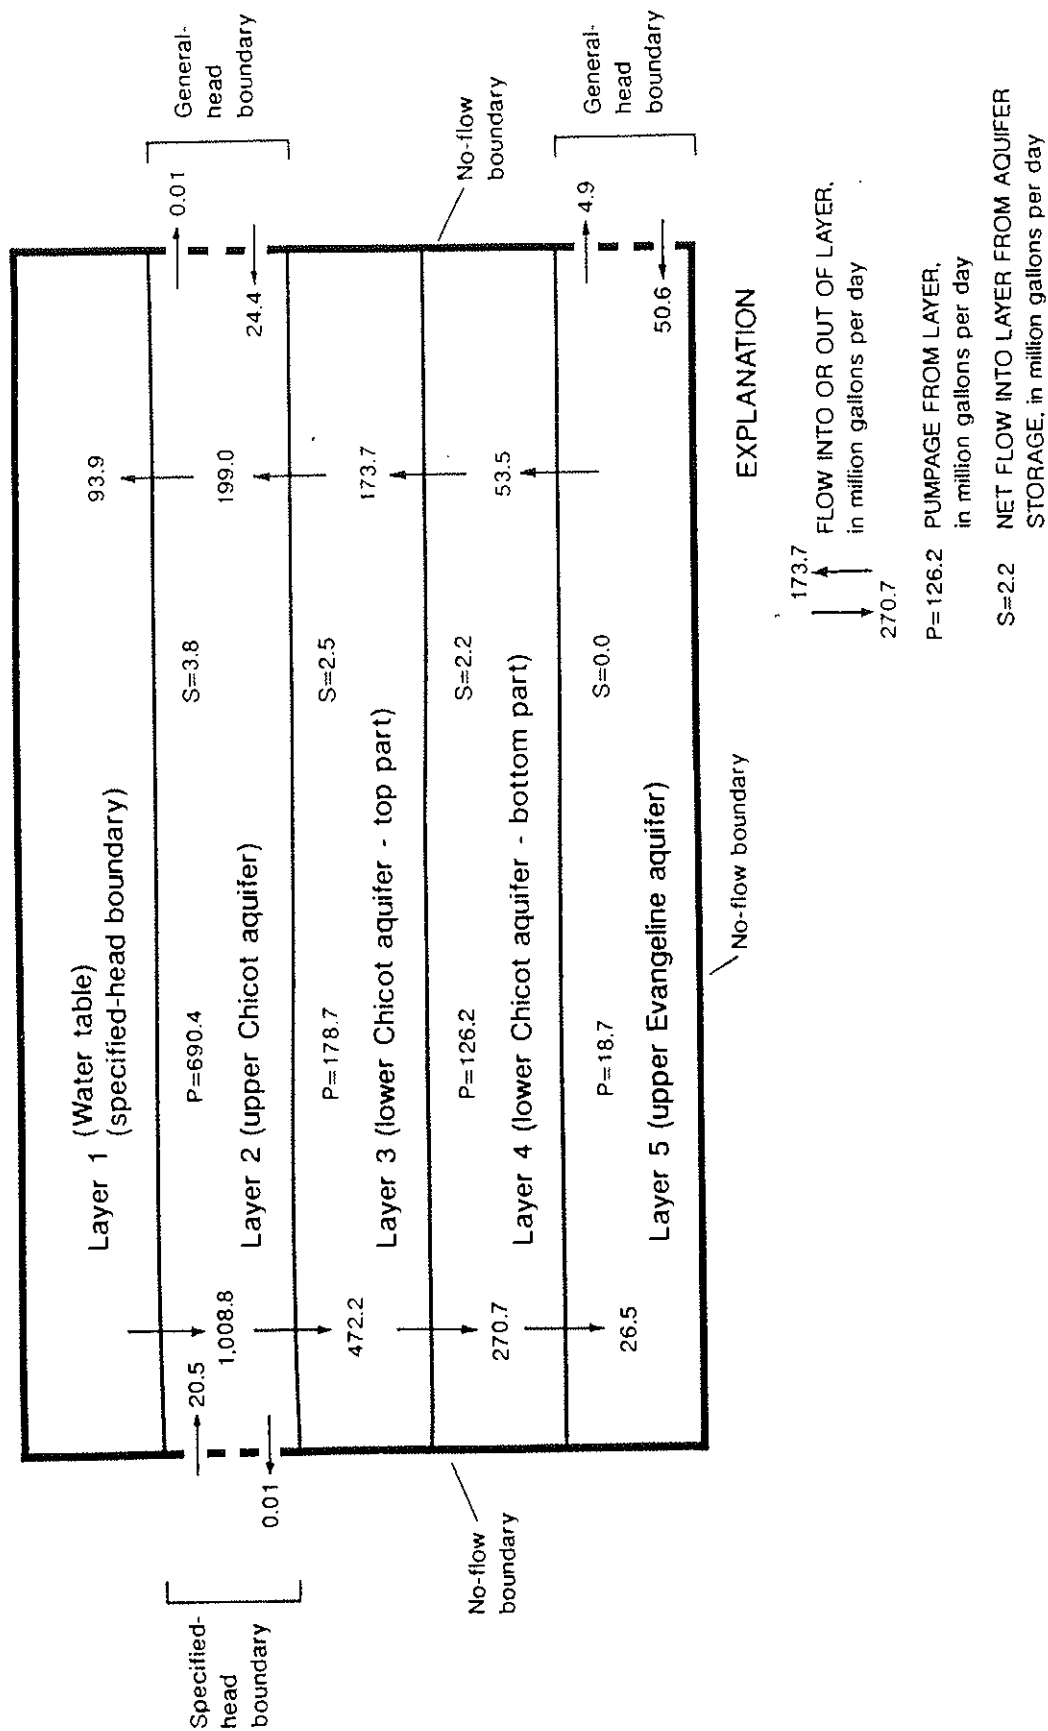 Specified-
head
boundary
20.5
0.01
No-flow
boundary
Layer 1 (Water table)
(specified-head boundary)
93.9
1,008.8
P=690.4
S=3.8
Layer 2 (upper Chicot aquifer)
199.0
0.01
24.4
General-
head
boundary
472.2
P=178.7
S=2.5
Layer 3 (lower Chicot aquifer - top part)
173.7
No-flow
boundary
270.7
P=126.2
S=2.2
Layer 4 (lower Chicot aquifer - bottom part)
53.5
26.5
P=18.7
S=0.0
Layer 5 (upper Evangeline aquifer)
4.9
50.6
General-
head
boundary
No-flow boundary
EXPLANATION
173.7
270.7
FLOW INTO OR OUT OF LAYER,
in million gallons per day
P=126.2 PUMPAGE FROM LAYER,
in million gallons per day
S=2.2 NET FLOW INTO LAYER FROM AQUIFER
STORAGE, in million gallons per day